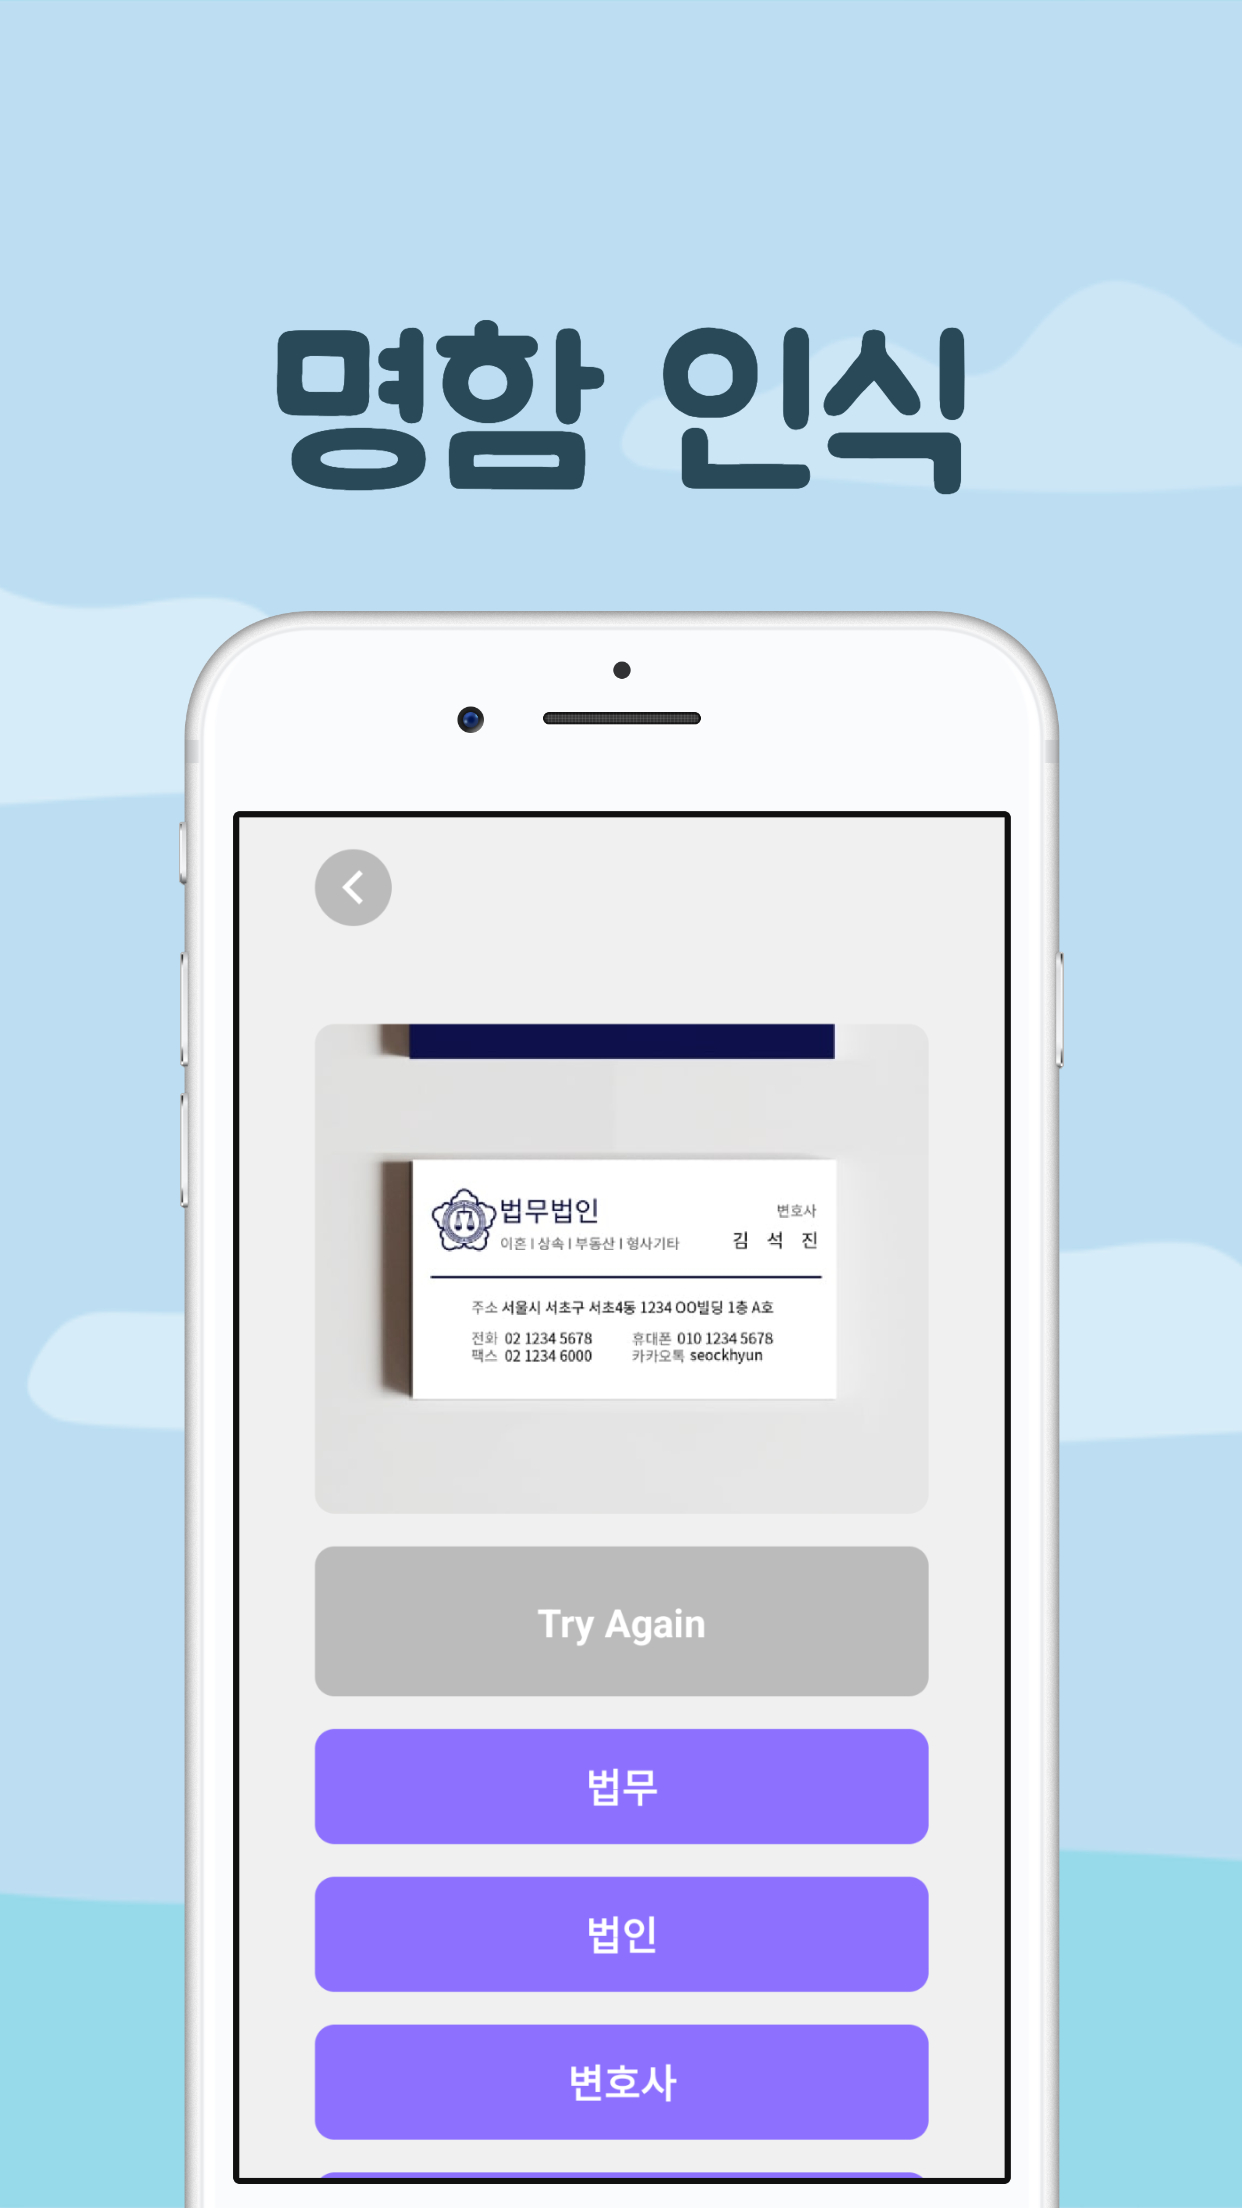 명함 인식
법무법인
이혼 | 상속 | 부동산 | 형사기타
변호사
김 석 진
주소 서울시 서초구 서초4동 1234 OO빌딩 1층 A호
전화 02 1234 5678 휴대폰 010 1234 5678
팩스 02 1234 6000 카카오톡 seockhyun
Try Again
법무
법인
변호사